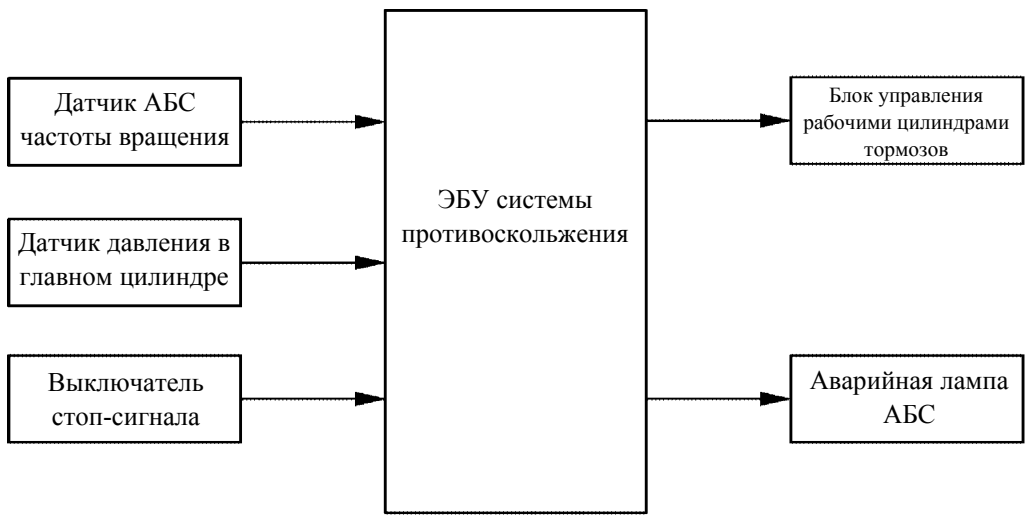 Датчик АБС
частоты вращения
Датчик давления в
главном цилиндре
Выключатель
стоп-сигнала
ЭБУ системы
противоскольжения
Блок управления
рабочими цилиндрами
тормозов
Аварийная лампа
АБС